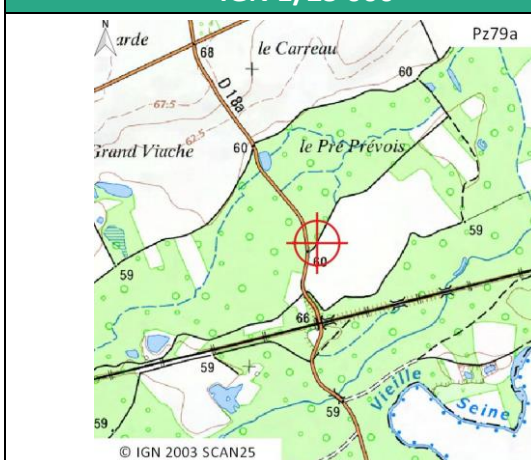 IGN 1/25 000
Pz79a
arde
68
le Carreau
60
D 18a
67.5
62.5
Grand Viache
60
le Pré Prévois
59
60
59
66
59
59
Vieille Seine
© IGN 2003 SCAN25